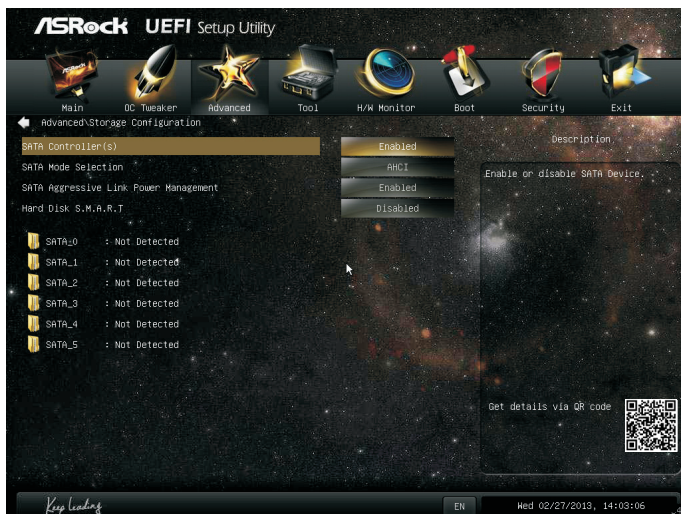 ASRock UEFI Setup Utility
Main OC Tweaker Advanced Tool H/W Monitor Boot Security Exit
Advanced\Storage Configuration
Description
SATA Controller(s) Enabled
SATA Mode Selection AHCI
SATA Aggressive Link Power Management Enabled
Hard Disk S.M.A.R.T Disabled
Enable or disable SATA Device.
SATA_0 : Not Detected
SATA_1 : Not Detected
SATA_2 : Not Detected
SATA_3 : Not Detected
SATA_4 : Not Detected
SATA_5 : Not Detected
Get details via QR code
Keep Leading
EN
Wed 02/27/2013, 14:03:06